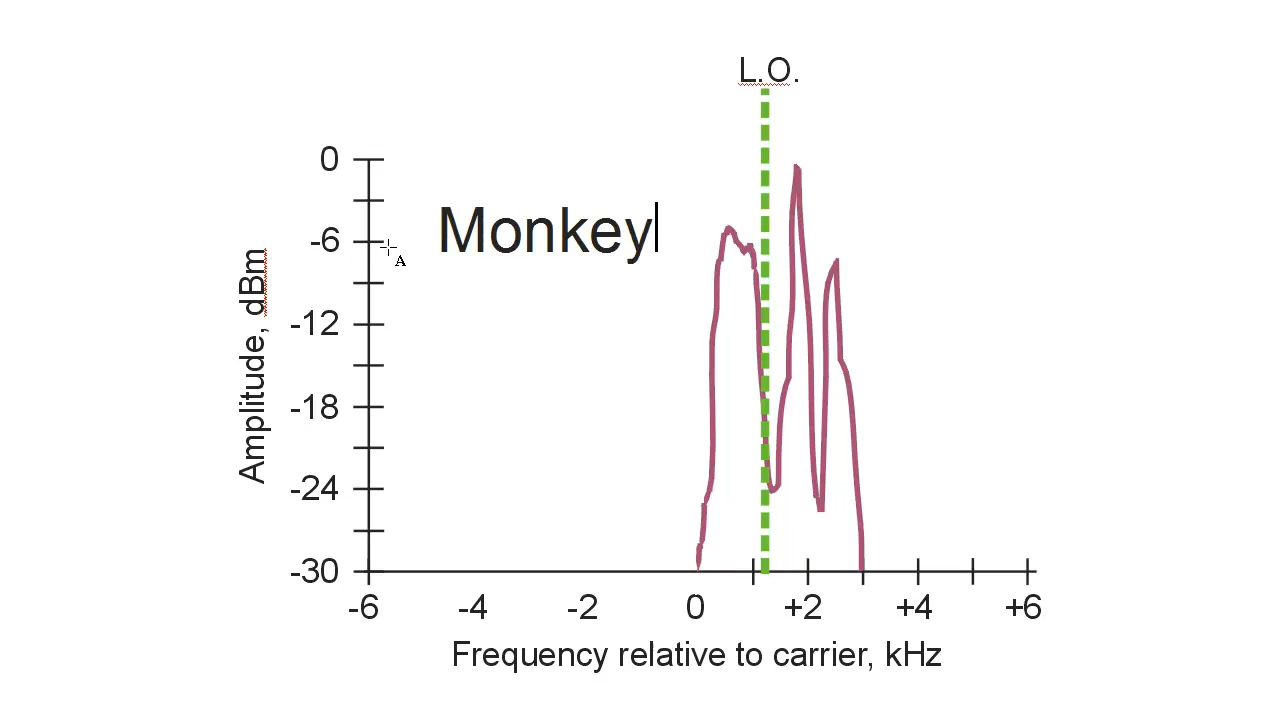 L.O.
0
Monkey
-6
-12
-18
-24
-30
Amplitude, dBm
-6 -4 -2 0 +2 +4 +6
Frequency relative to carrier, kHz
A